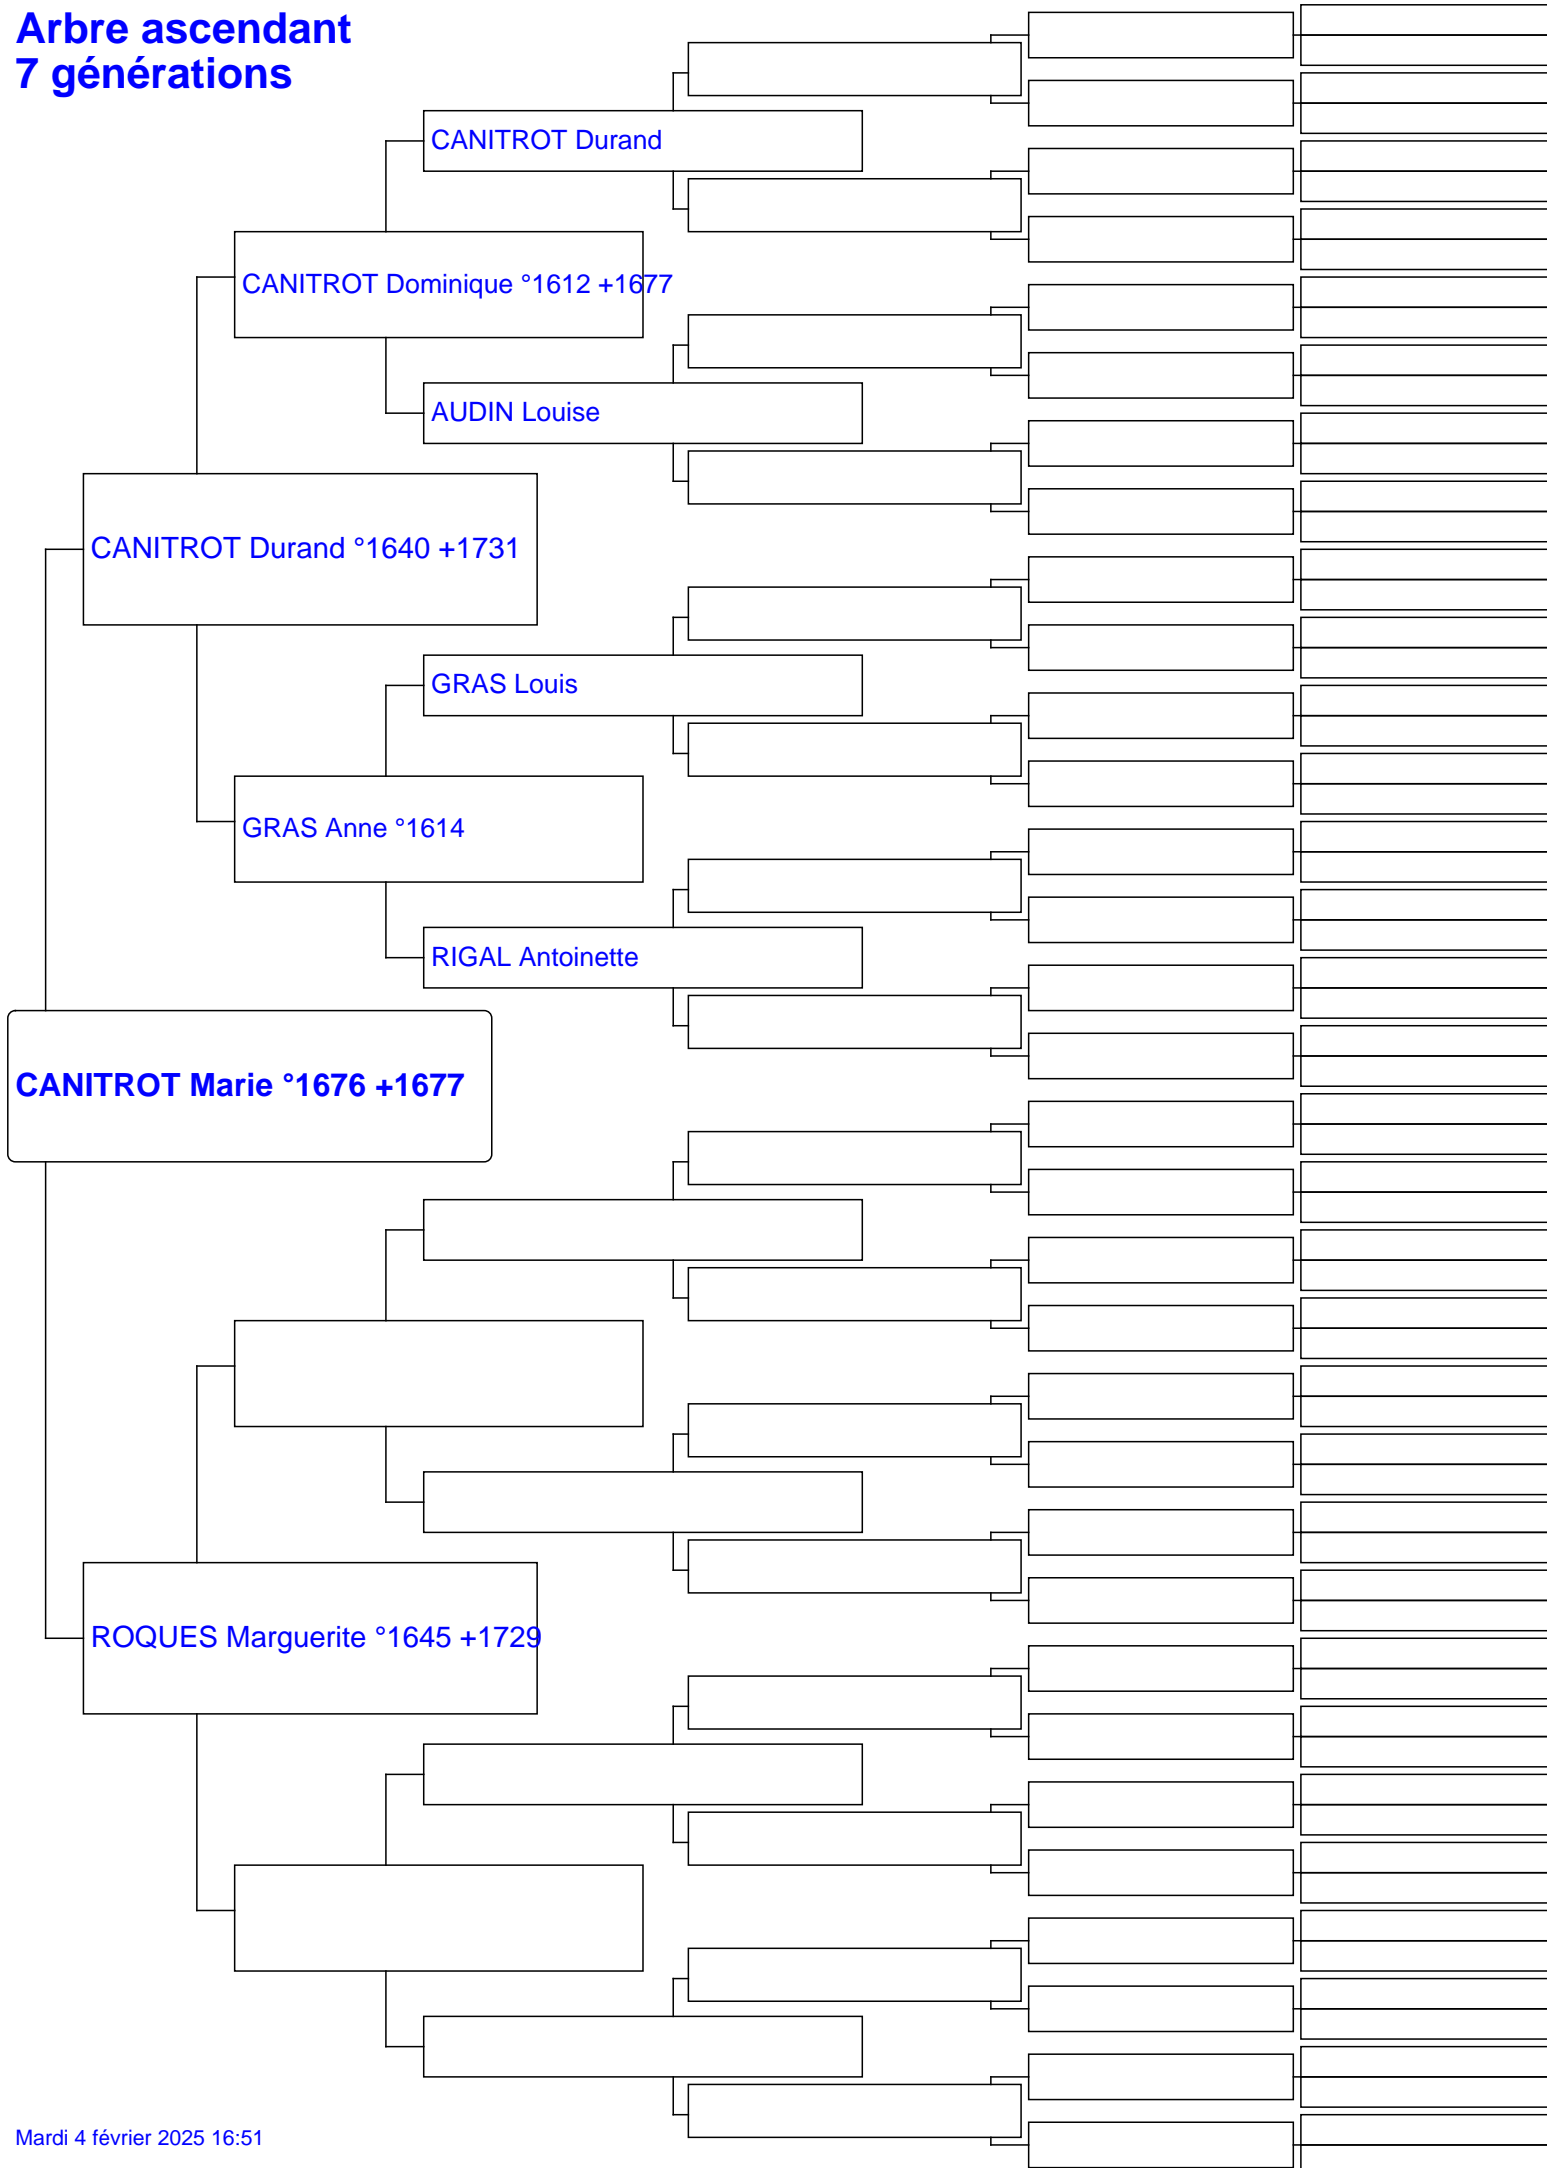 Arbre ascendant
7 générations
CANITROT Durand
CANITROT Dominique °1612 +1677
AUDIN Louise
CANITROT Durand °1640 +1731
GRAS Louis
GRAS Anne °1614
RIGAL Antoinette
CANITROT Marie °1676 +1677
ROQUES Marguerite °1645 +1729
Mardi 4 février 2025 16:51